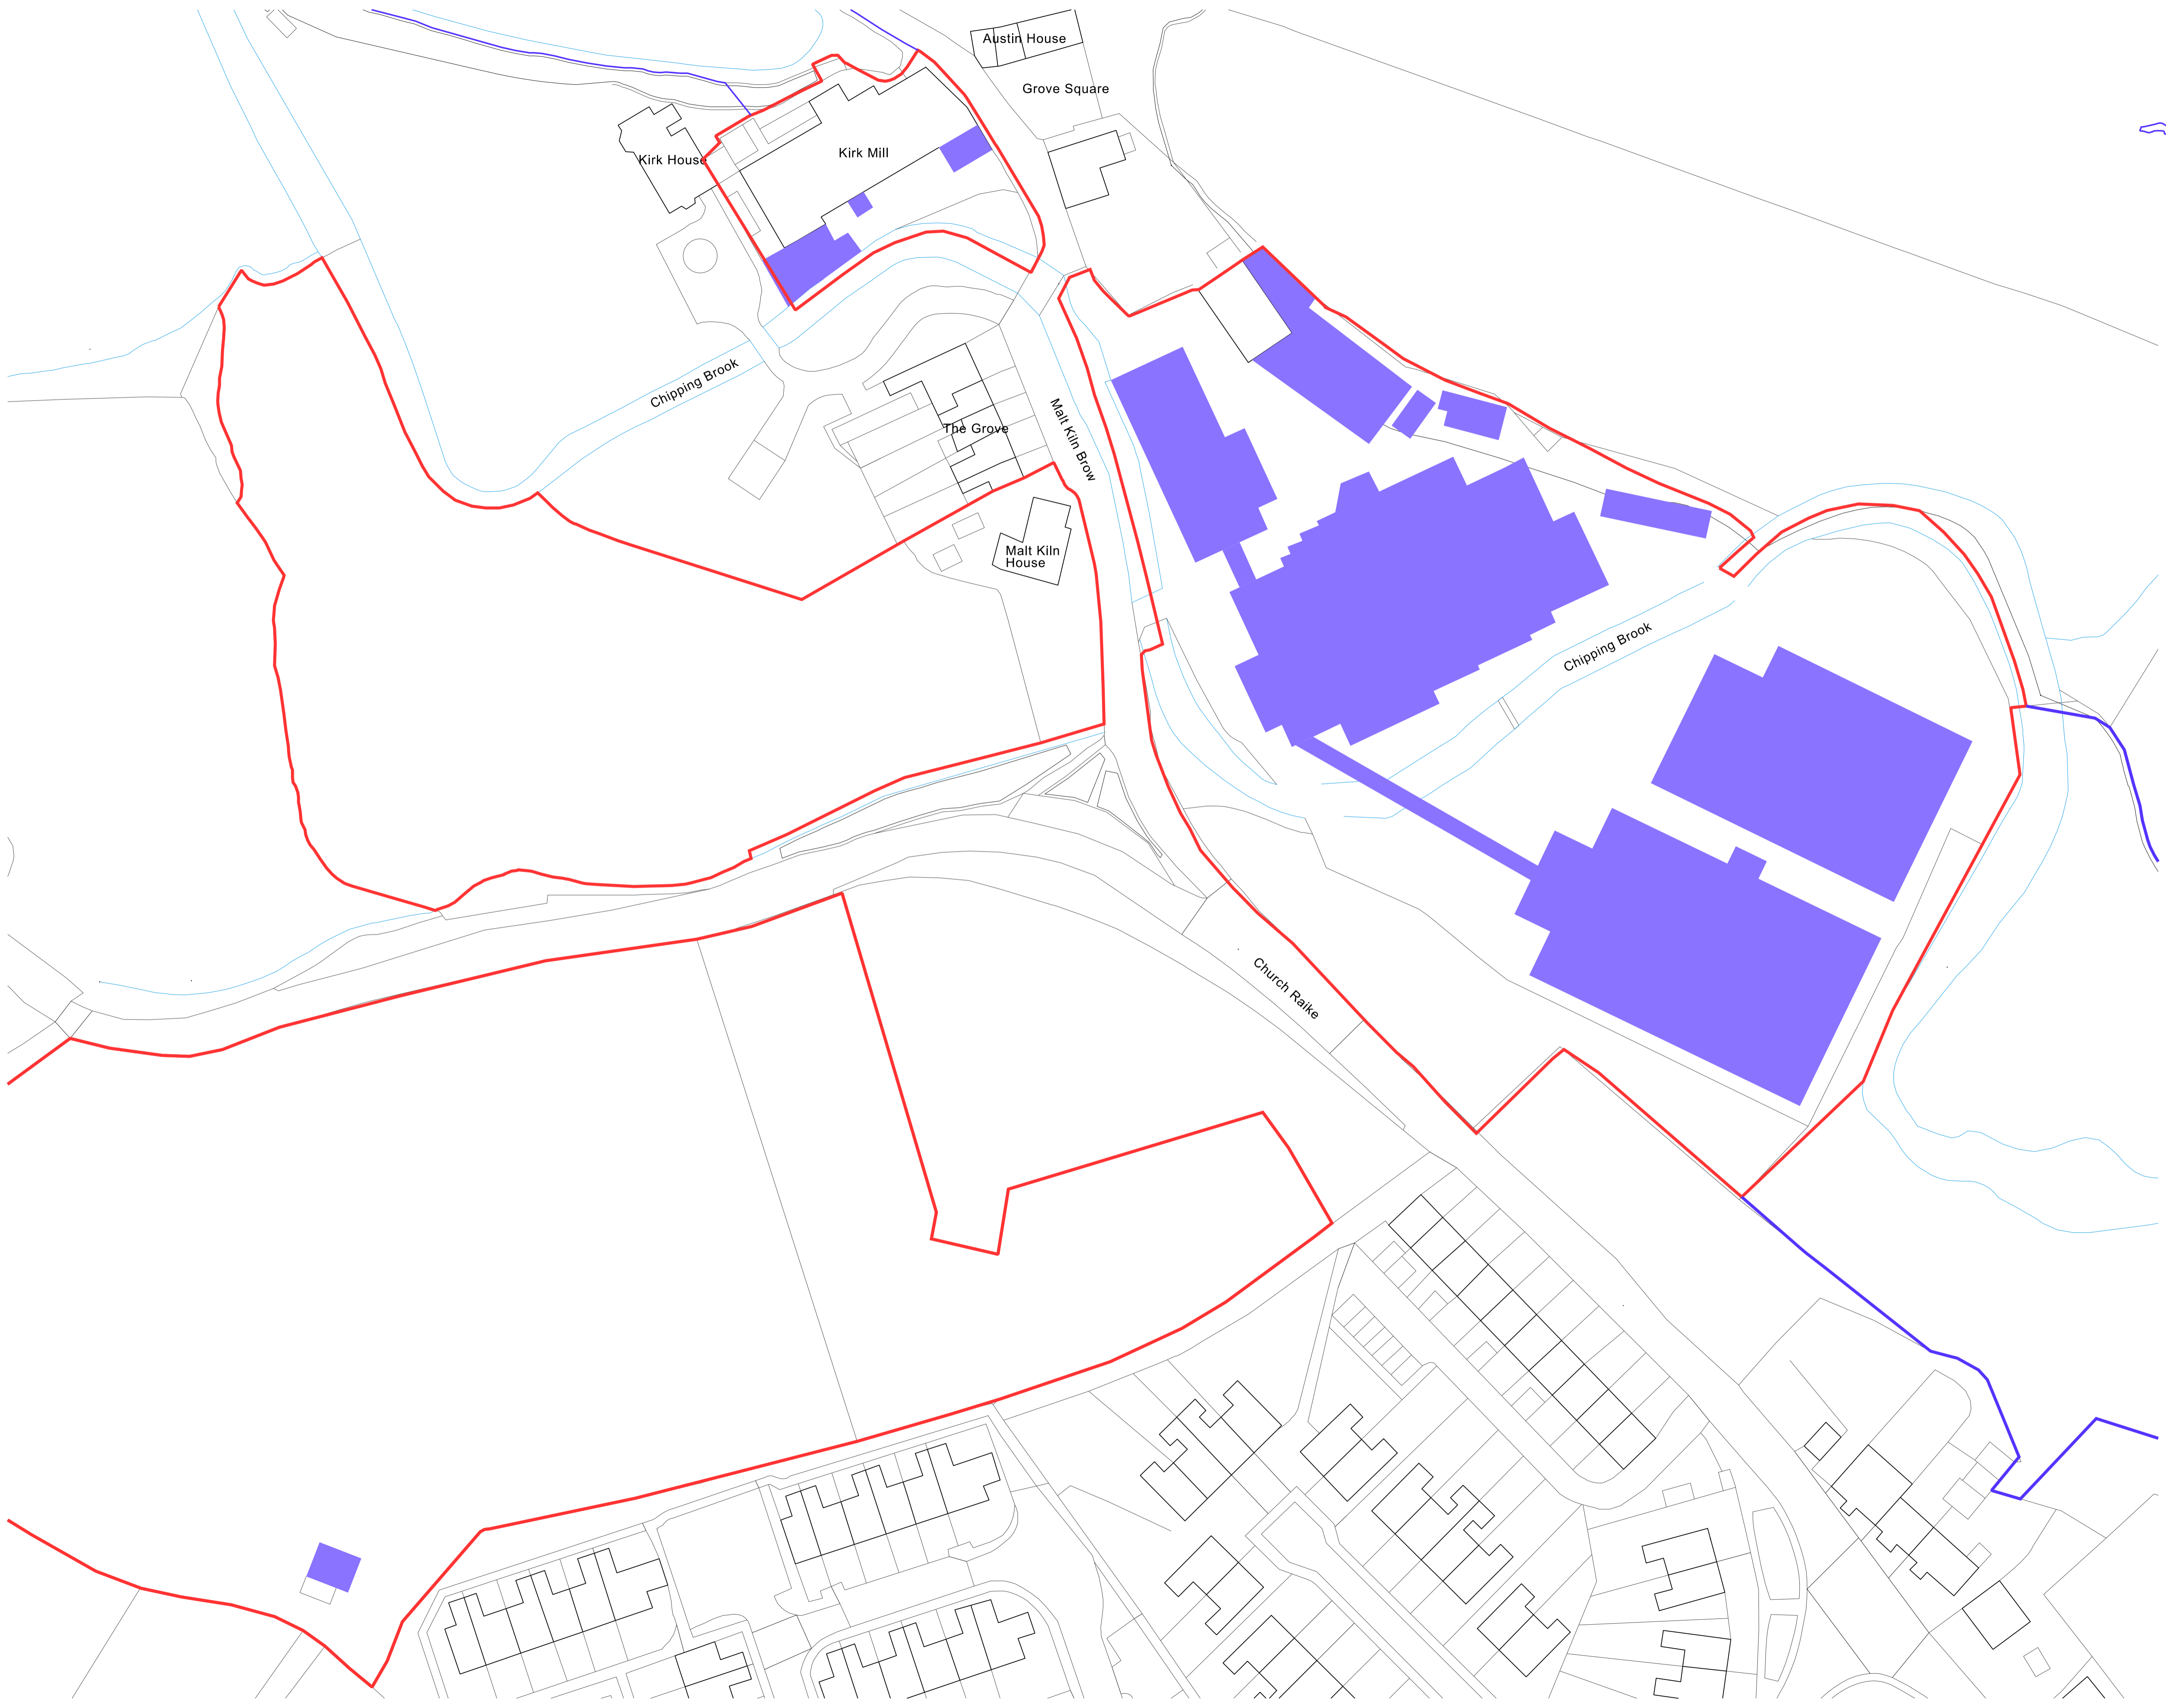 Austin House
Grove Square
Kirk House
Kirk Mill
Chipping Brook
Malt Kiln Brow
The Grove
Malt Kiln
House
Chipping Brook
Church Raike